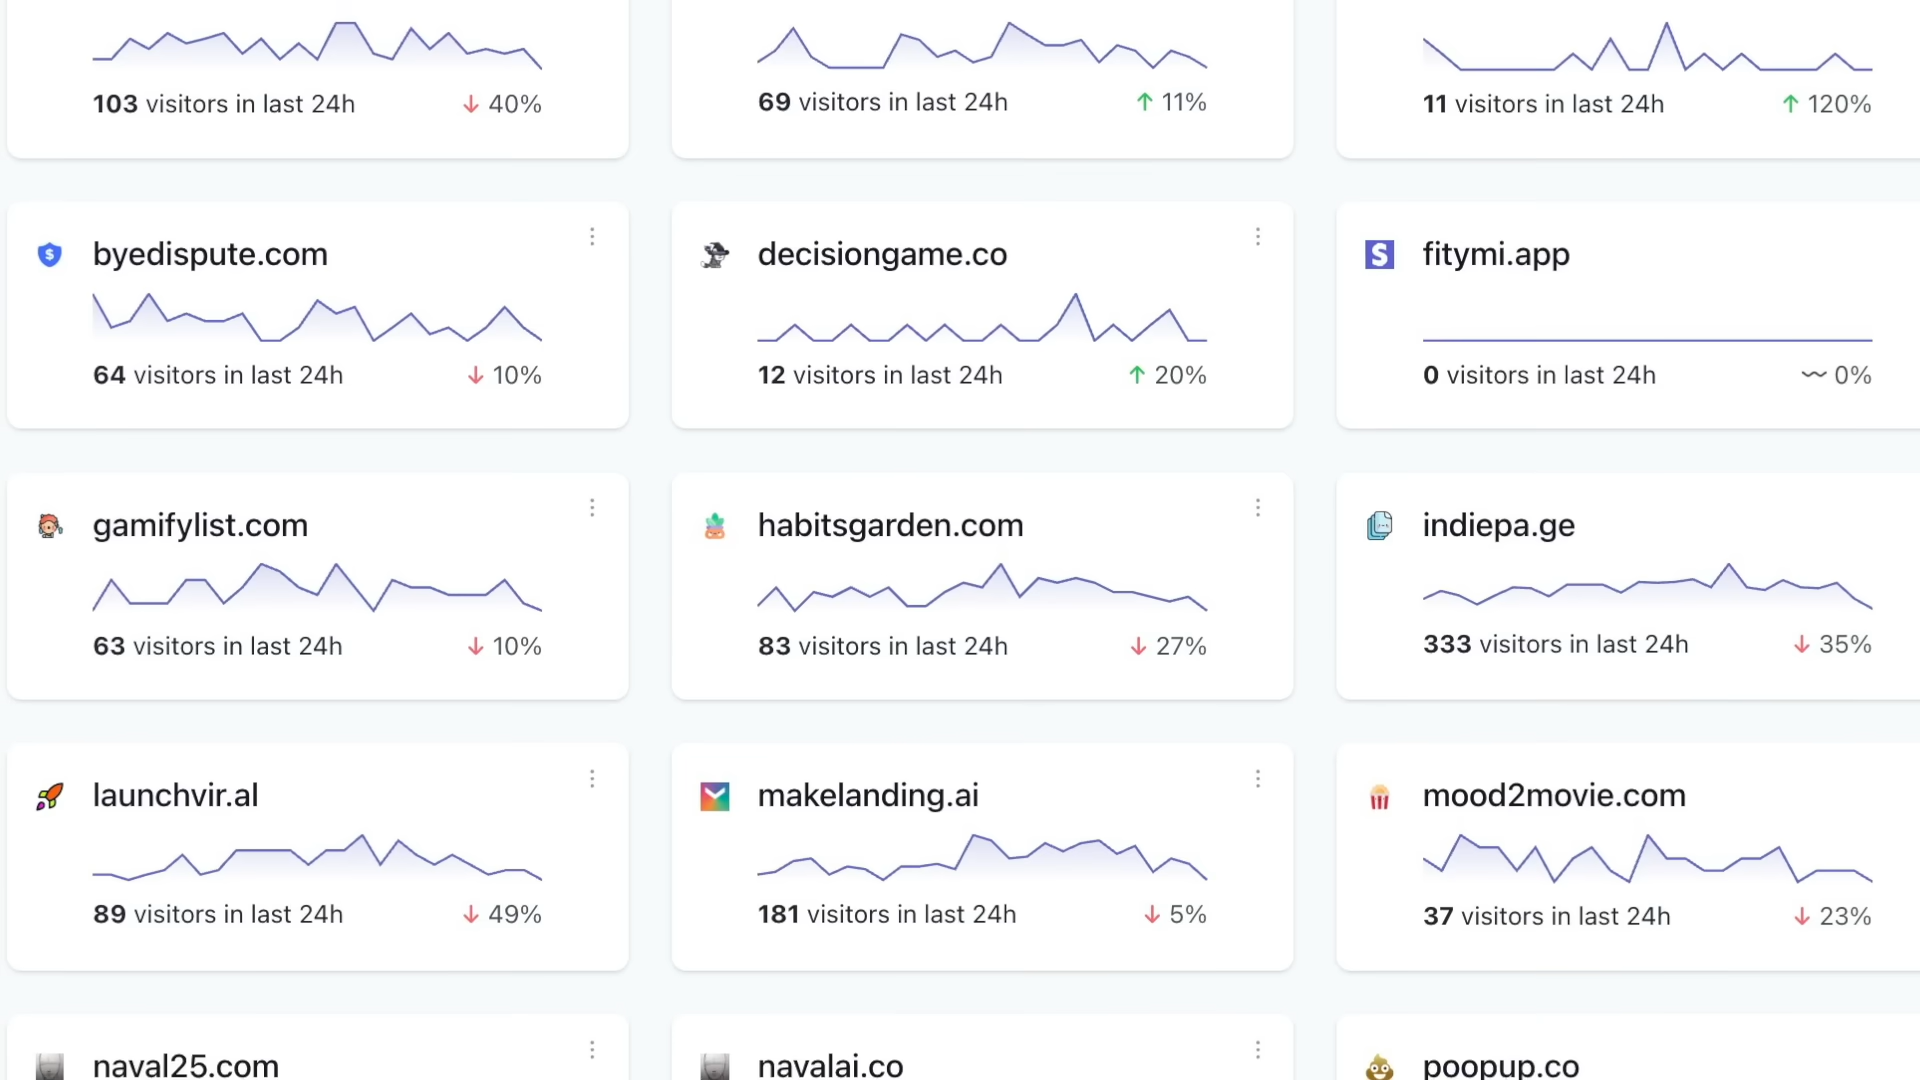 103 visitors in last 24h ↓ 40%
69 visitors in last 24h ↑ 11%
11 visitors in last 24h ↑ 120%
byedispute.com
64 visitors in last 24h ↓ 10%
decisiongame.co
12 visitors in last 24h ↑ 20%
fitymi.app
0 visitors in last 24h 0%
gamifylist.com
63 visitors in last 24h ↓ 10%
habitsgarden.com
83 visitors in last 24h ↓ 27%
indiepa.ge
333 visitors in last 24h ↓ 35%
launchvir.al
89 visitors in last 24h ↓ 49%
makelanding.ai
181 visitors in last 24h ↓ 5%
mood2movie.com
37 visitors in last 24h ↓ 23%
naval25.com
navalai.co
poopup.co